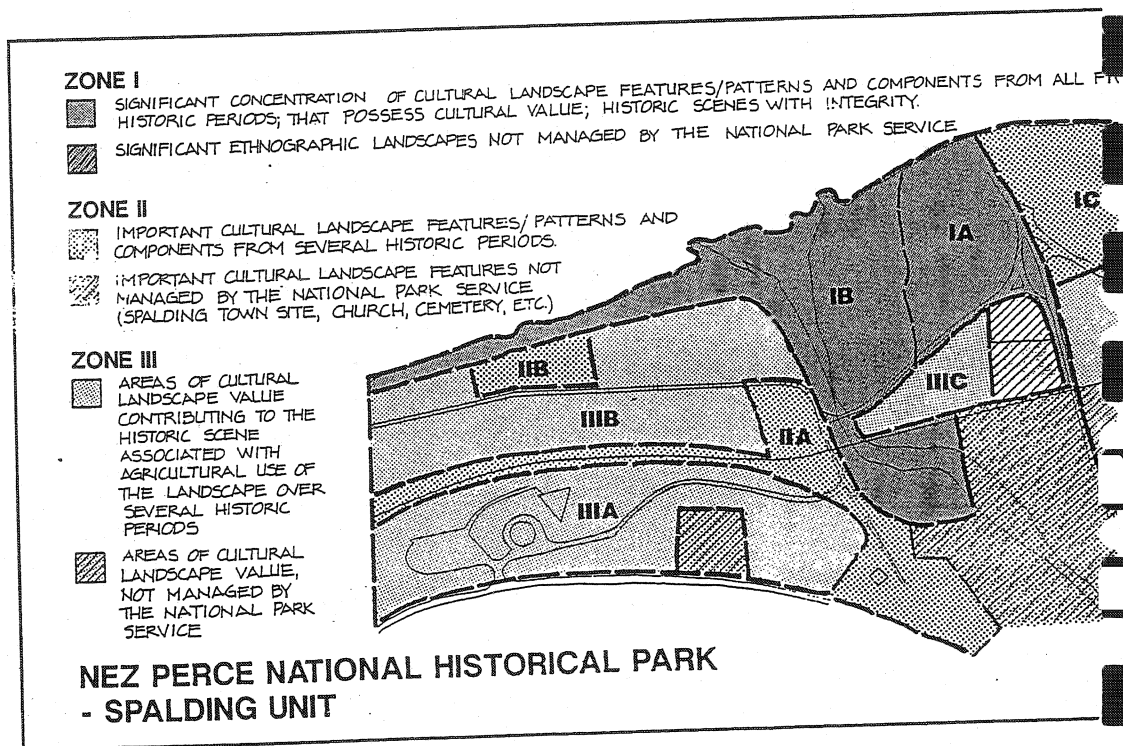 ZONE I
SIGNIFICANT CONCENTRATION OF CULTURAL LANDSCAPE FEATURES/PATTERNS AND COMPONENTS FROM ALL
HISTORIC PERIODS; THAT POSSESS CULTURAL VALUE; HISTORIC SCENES WITH INTEGRITY.
SIGNIFICANT ETHNOGRAPHIC LANDSCAPES NOT MANAGED BY THE NATIONAL PARK SERVICE
ZONE II
IMPORTANT CULTURAL LANDSCAPE FEATURES/PATTERNS AND
COMPONENTS FROM SEVERAL HISTORIC PERIODS.
IMPORTANT CULTURAL LANDSCAPE FEATURES NOT
MANAGED BY THE NATIONAL PARK SERVICE
(SPALDING TOWN SITE, CHURCH, CEMETERY, ETC.)
ZONE III
AREAS OF CULTURAL
LANDSCAPE VALUE
CONTRIBUTING TO THE
HISTORIC SCENE
ASSOCIATED WITH
AGRICULTURAL USE OF
THE LANDSCAPE OVER
SEVERAL HISTORIC
PERIODS
AREAS OF CULTURAL
LANDSCAPE VALUE,
NOT MANAGED BY
THE NATIONAL PARK
SERVICE
IC
IA
IB
IIB
IIIC
IIIB
IIA
IIIA
NEZ PERCE NATIONAL HISTORICAL PARK
- SPALDING UNIT